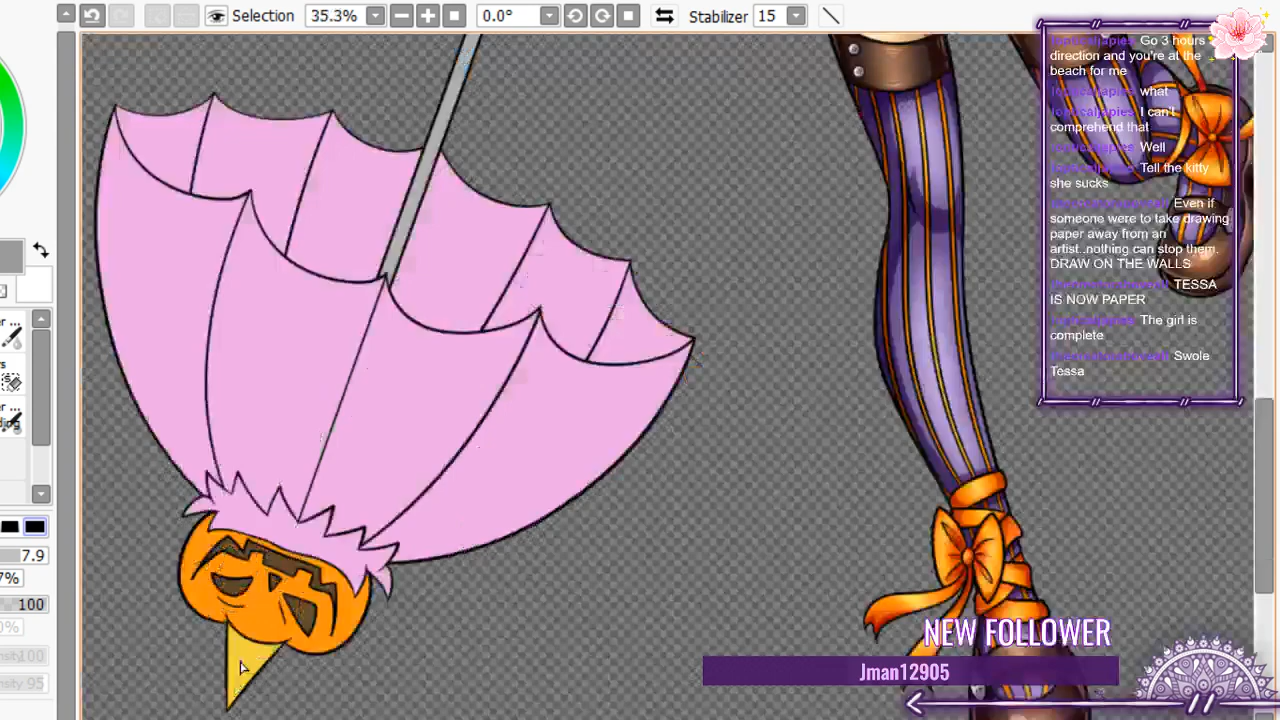 Selection 35.3% 0.0° Stabilizer 15
Go 3 hours
direction and you're at the
beach for me
what
I can't
comprehend that
Well
Tell the kitty
she sucks
Even if
someone were to take drawing
paper away from an
artist..nothing can stop them.
DRAW ON THE WALLS
TESSA
IS NOW PAPER
The girl is
complete
Swole
Tessa
7.9
100
NEW FOLLOWER
Jman12905